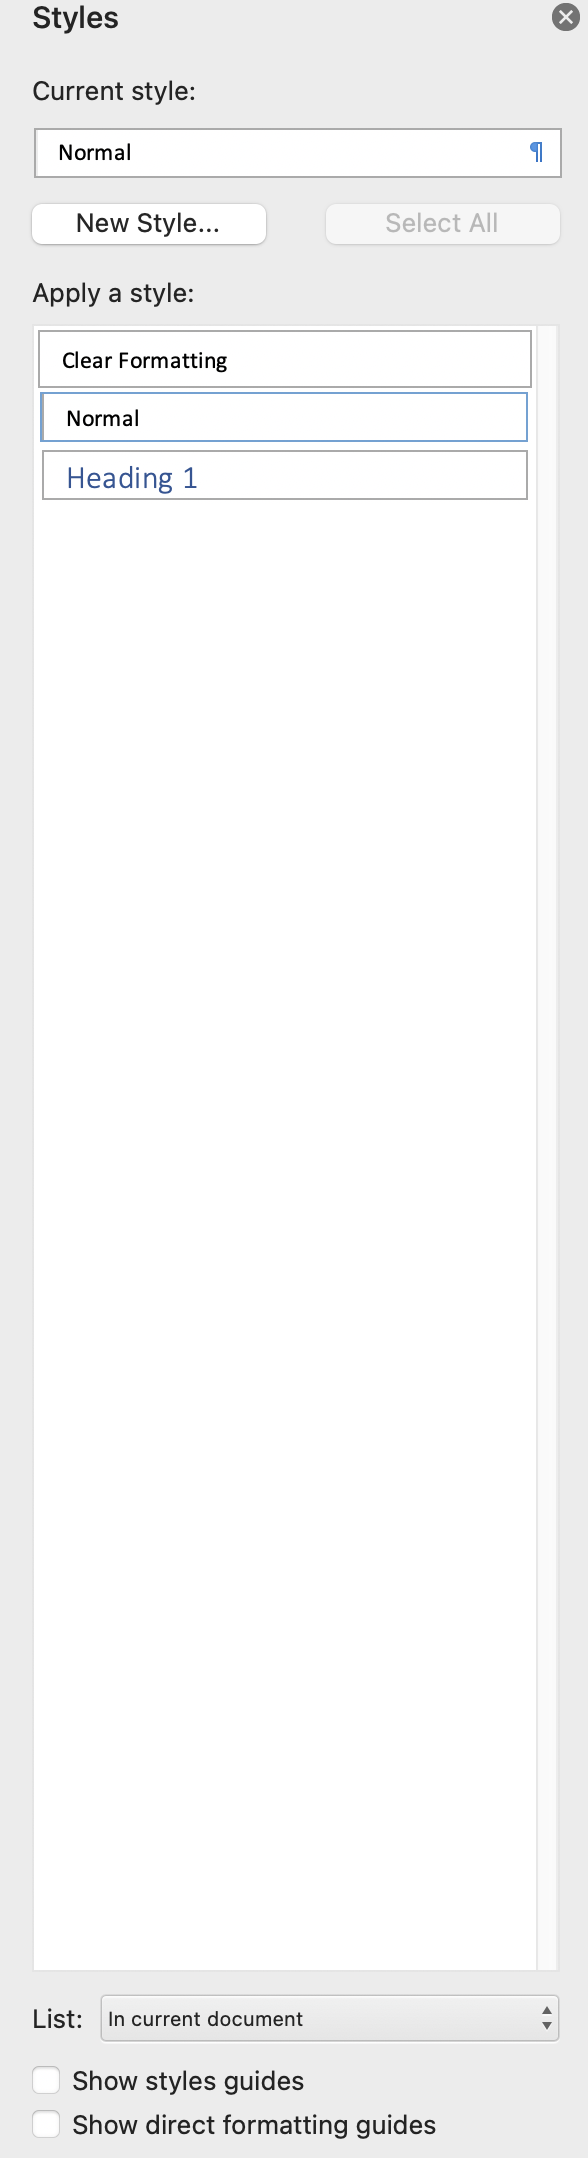 Styles
Current style:
Normal ¶
New Style... Select All
Apply a style:
Clear Formatting
Normal
Heading 1
List: In current document
Show styles guides
Show direct formatting guides